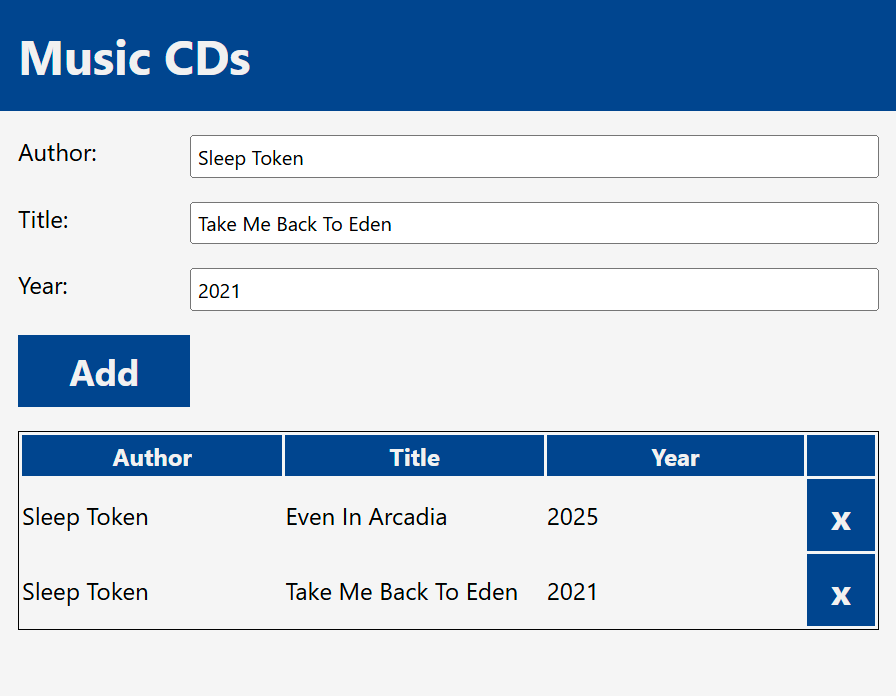 Music CDs
Author: Sleep Token
Title: Take Me Back To Eden
Year: 2021
Add
Author Title Year
Sleep Token Even In Arcadia 2025 x
Sleep Token Take Me Back To Eden 2021 x